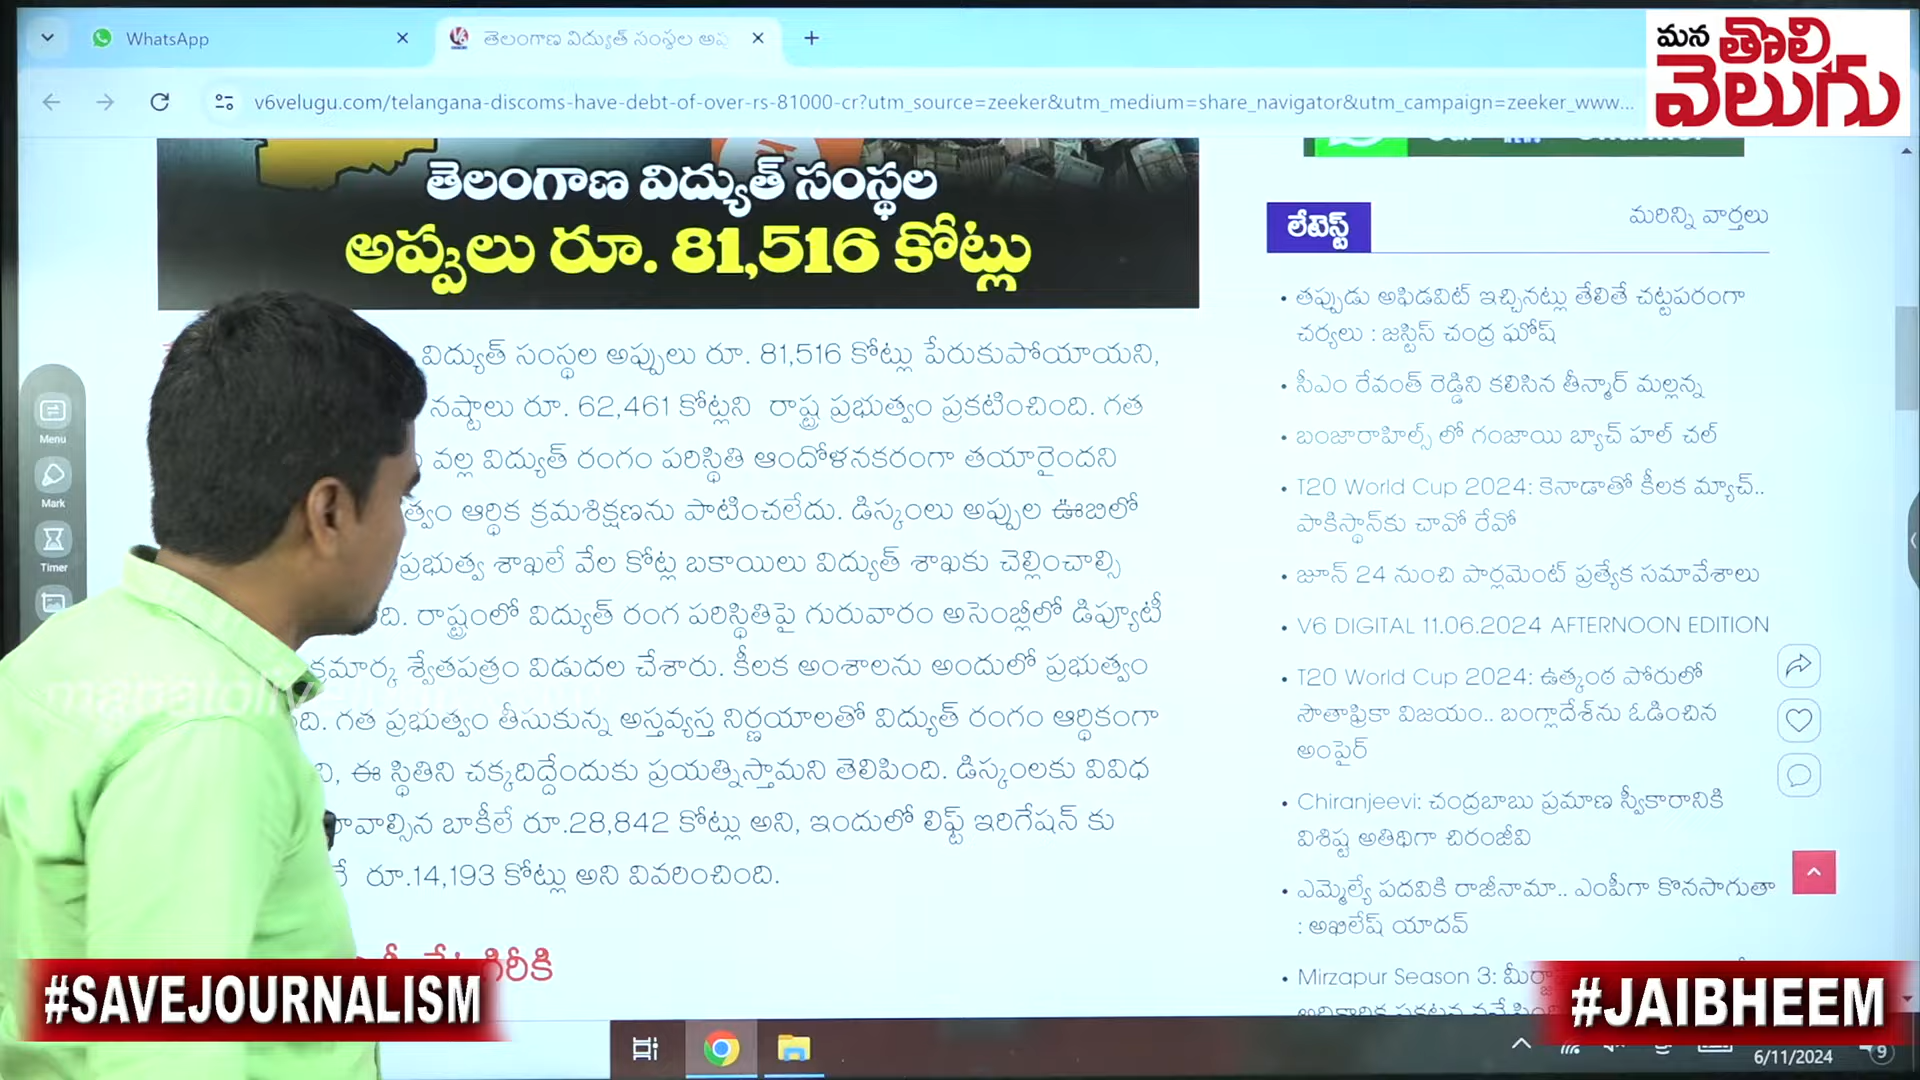 WhatsApp
తెలంగాణ విద్యుత్ సంస్థల అప్పు
v6velugu.com/telangana-discoms-have-debt-of-over-rs-81000-cr?utm_source=zeeker&utm_medium=share_navigator&utm_campaign=zeeker_www...
మన తొలి
వెలుగు
తెలంగాణ విద్యుత్ సంస్థల
అప్పులు రూ. 81,516 కోట్లు
విద్యుత్ సంస్థల అప్పులు రూ. 81,516 కోట్లు పేరుకుపోయాయని,
నష్టాలు రూ. 62,461 కోట్లని రాష్ట్ర ప్రభుత్వం ప్రకటించింది. గత
వల్ల విద్యుత్ రంగం పరిస్థితి ఆందోళనకరంగా తయారైందని
ఆర్థిక క్రమశిక్షణను పాటించలేదు. డిస్కంలు అప్పుల ఊబిలో
ప్రభుత్వ శాఖలే వేల కోట్ల బకాయిలు విద్యుత్ శాఖకు చెల్లించాల్సి
రాష్ట్రంలో విద్యుత్ రంగ పరిస్థితిపై గురువారం అసెంబ్లీలో డిప్యూటీ
క్రమార్క శ్వేతపత్రం విడుదల చేశారు. కీలక అంశాలను అందులో ప్రభుత్వం
గత ప్రభుత్వం తీసుకున్న అస్తవ్యస్త నిర్ణయాలతో విద్యుత్ రంగం ఆర్థికంగా
ఈ స్థితిని చక్కదిద్దేందుకు ప్రయత్నిస్తామని తెలిపింది. డిస్కంలకు వివిధ
బాకీలే రూ.28,842 కోట్లు అని, ఇందులో లిఫ్ట్ ఇరిగేషన్ కు
రూ.14,193 కోట్లు అని వివరించింది.
లేటెస్ట్
మరిన్ని వార్తలు
తప్పుడు అఫిడవిట్ ఇచ్చినట్లు తేలితే చట్టపరంగా
చర్యలు : జస్టిస్ చంద్ర ఘోష్
సీఎం రేవంత్ రెడ్డిని కలిసిన తీన్మార్ మల్లన్న
బంజారాహిల్స్ లో గంజాయి బ్యాచ్ హల్ చల్
T20 World Cup 2024: కెనాడాతో కీలక మ్యాచ్..
పాకిస్థాన్‌కు చావో రేవో
జూన్ 24 నుంచి పార్లమెంట్ ప్రత్యేక సమావేశాలు
V6 DIGITAL 11.06.2024 AFTERNOON EDITION
T20 World Cup 2024: ఉత్కంఠ పోరులో
సౌతాఫ్రికా విజయం.. బంగ్లాదేశ్‌ను ఓడించిన
అంపైర్
Chiranjeevi: చంద్రబాబు ప్రమాణ స్వీకారానికి
విశిష్ట అతిథిగా చిరంజీవి
ఎమ్మెల్యే పదవికి రాజీనామా.. ఎంపీగా కొనసాగుతా
: అఖిలేష్ యాదవ్
Mirzapur Season 3:
Menu
Mark
Timer
#SAVEJOURNALISM
#JAIBHEEM
6/11/2024
9